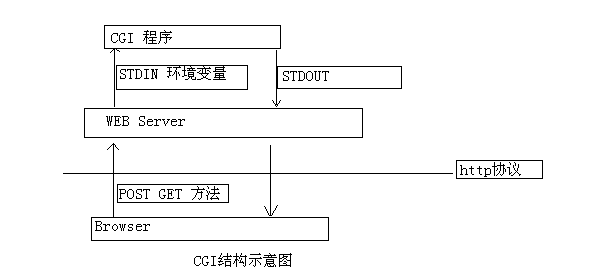 CGI 程序
STDIN 环境变量
STDOUT
WEB Server
http协议
POST GET 方法
Browser
CGI结构示意图